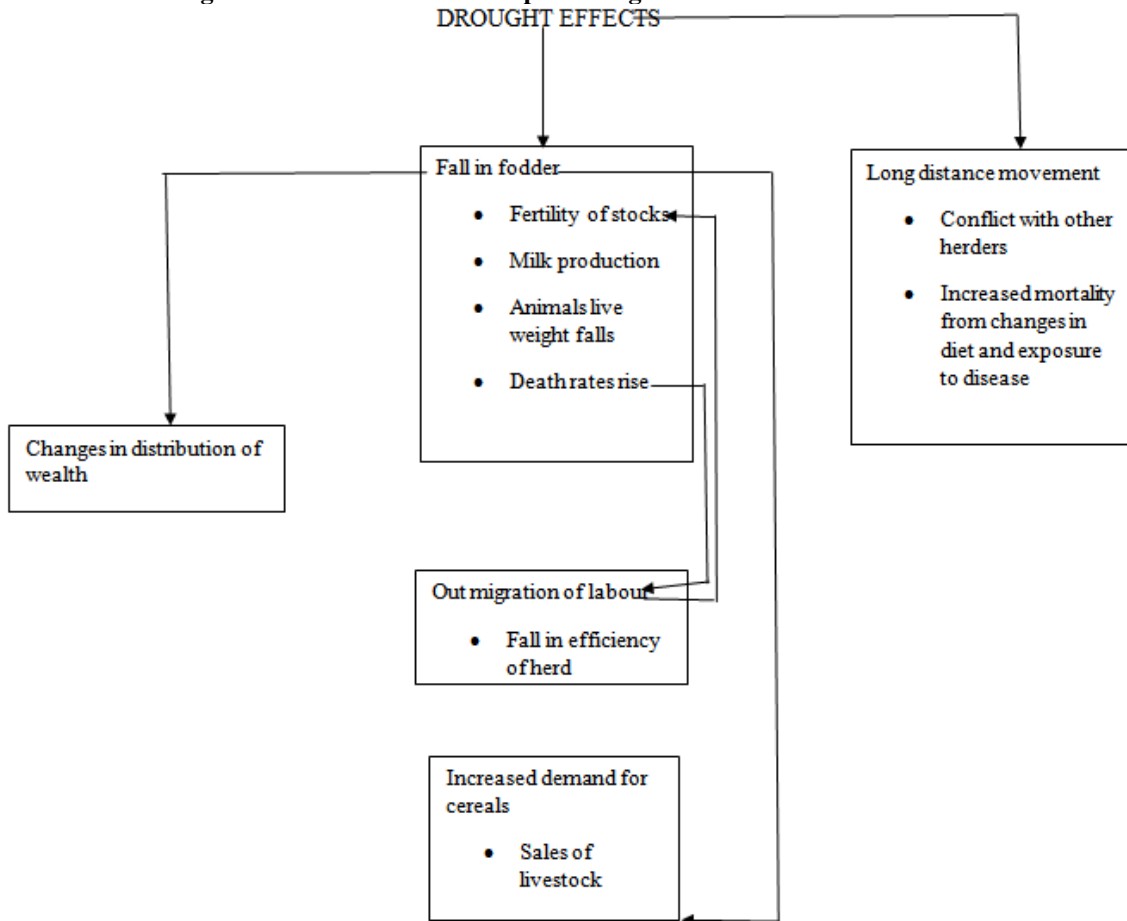 DROUGHT EFFECTS
Fall in fodder
• Fertility of stocks
• Milk production
• Animals live
weight falls
• Death rates rise
Long distance movement
• Conflict with other
herders
• Increased mortality
from changes in
diet and exposure
to disease
Changes in distribution of
wealth
Out migration of labour
• Fall in efficiency
of herd
Increased demand for
cereals
• Sales of
livestock